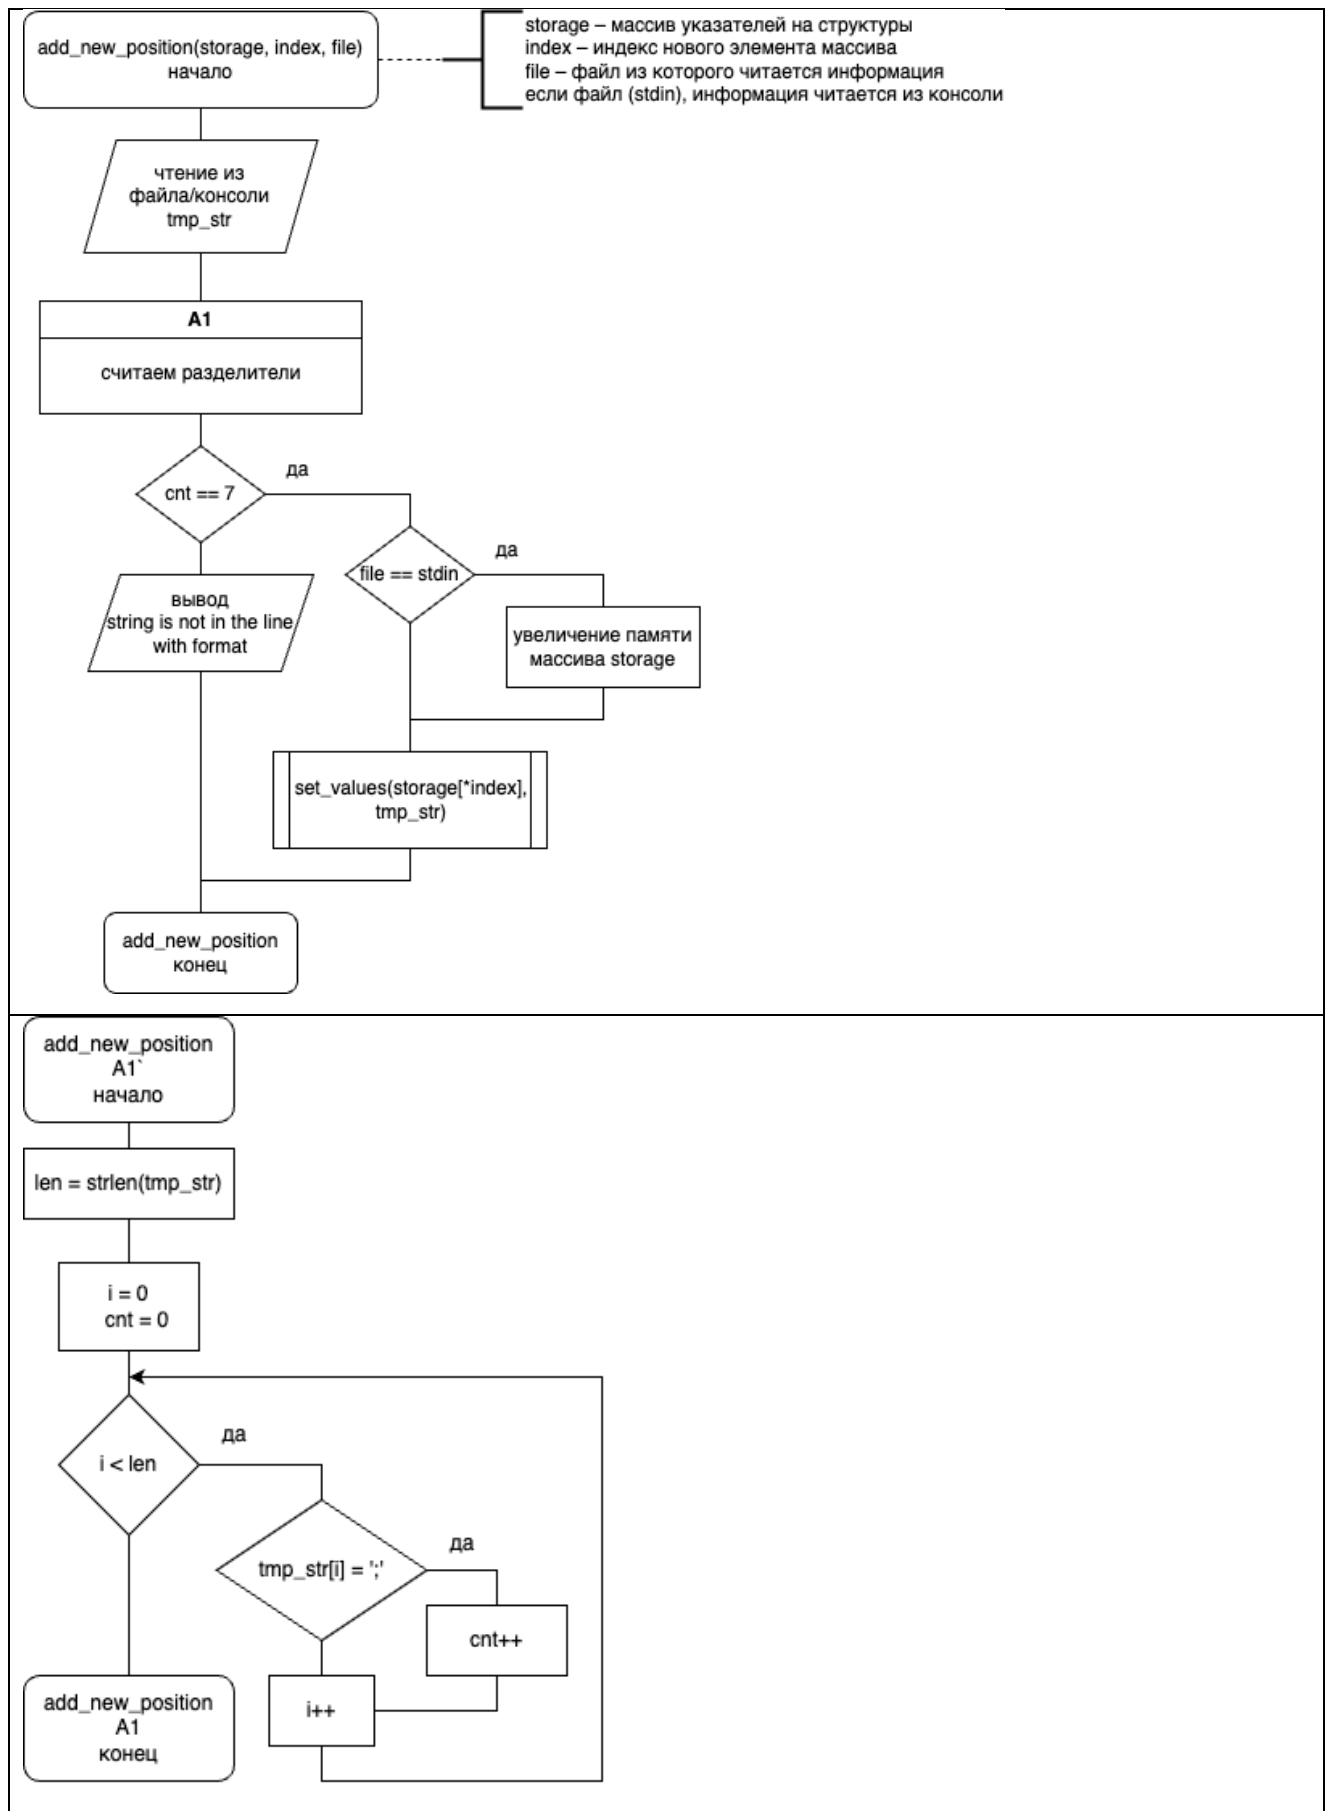 add_new_position(storage, index, file)
начало
storage – массив указателей на структуры
index – индекс нового элемента массива
file – файл из которого читается информация
если файл (stdin), информация читается из консоли
чтение из
файла/консоли
tmp_str
A1
считаем разделители
cnt == 7
да
file == stdin
да
вывод
string is not in the line
with format
увеличение памяти
массива storage
set_values(storage[*index],
tmp_str)
add_new_position
конец
add_new_position
A1`
начало
len = strlen(tmp_str)
i = 0
cnt = 0
i < len
да
tmp_str[i] = ';'
да
cnt++
i++
add_new_position
A1
конец